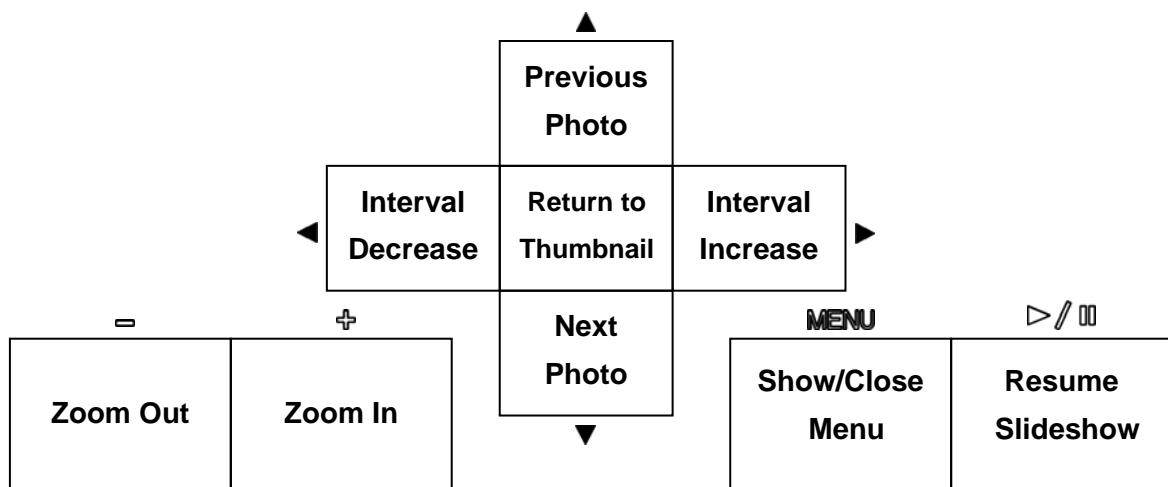 ▲
Previous
Photo
Interval
Decrease
Return to
Thumbnail
Interval
Increase
◀
▶
Next
Photo
▼
-
+
Zoom Out
Zoom In
MENU
▷/▯▯
Show/Close
Menu
Resume
Slideshow